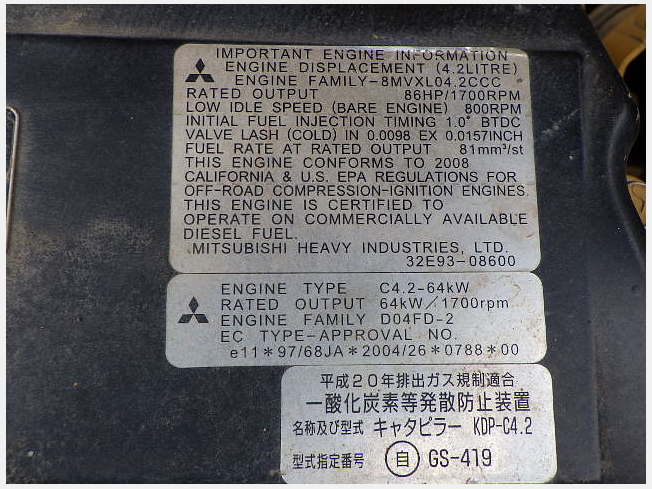 IMPORTANT ENGINE INFORMATION
ENGINE DISPLACEMENT (4.2LITRE)
ENGINE FAMILY-8MVXL04.2CCC
RATED OUTPUT 86HP/1700RPM
LOW IDLE SPEED (BARE ENGINE) 800RPM
INITIAL FUEL INJECTION TIMING 1.0° BTDC
VALVE LASH (COLD) IN 0.0098 EX 0.0157INCH
FUEL RATE AT RATED OUTPUT 81mm³/st
THIS ENGINE CONFORMS TO 2008
CALIFORNIA & U.S. EPA REGULATIONS FOR
OFF-ROAD COMPRESSION-IGNITION ENGINES.
THIS ENGINE IS CERTIFIED TO
OPERATE ON COMMERCIALLY AVAILABLE
DIESEL FUEL.
MITSUBISHI HEAVY INDUSTRIES, LTD.
32E93-08600
ENGINE TYPE C4.2-64kW
RATED OUTPUT 64kW/1700rpm
ENGINE FAMILY D04FD-2
EC TYPE-APPROVAL NO.
e11*97/68JA*2004/26*0788*00
平成20年排出ガス規制適合
一酸化炭素等発散防止装置
名称及び型式 キャタピラー KDP-C4.2
型式指定番号 自 GS-419